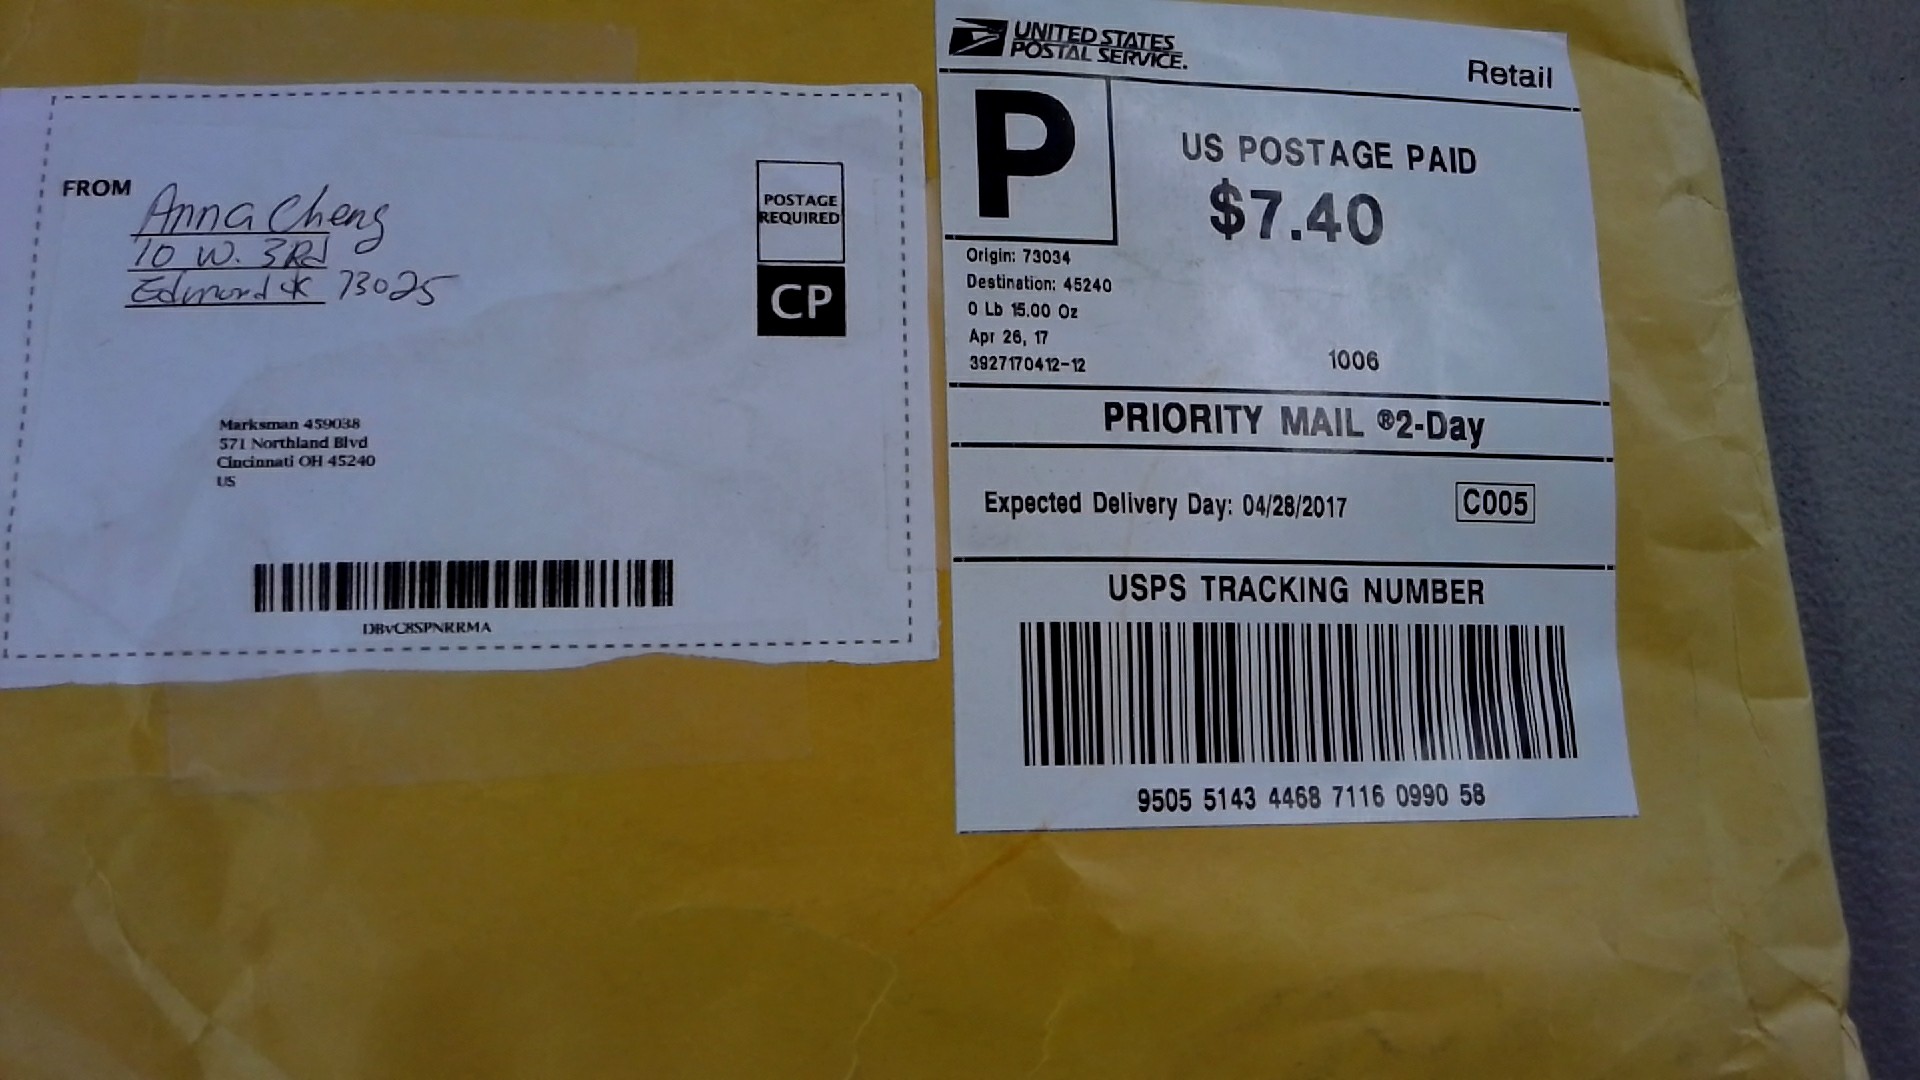 FROM
Anna Cheng
10 W. 3Rd
Edmond OK 73025
POSTAGE
REQUIRED
CP
Marksman 459038
571 Northland Blvd
Cincinnati OH 45240
US
DBvC8SPNRRMA
UNITED STATES
POSTAL SERVICE.
Retail
P
US POSTAGE PAID
$7.40
Origin: 73034
Destination: 45240
0 Lb 15.00 Oz
Apr 26, 17
3927170412-12
1006
PRIORITY MAIL ®2-Day
Expected Delivery Day: 04/28/2017
C005
USPS TRACKING NUMBER
9505 5143 4468 7116 0990 58